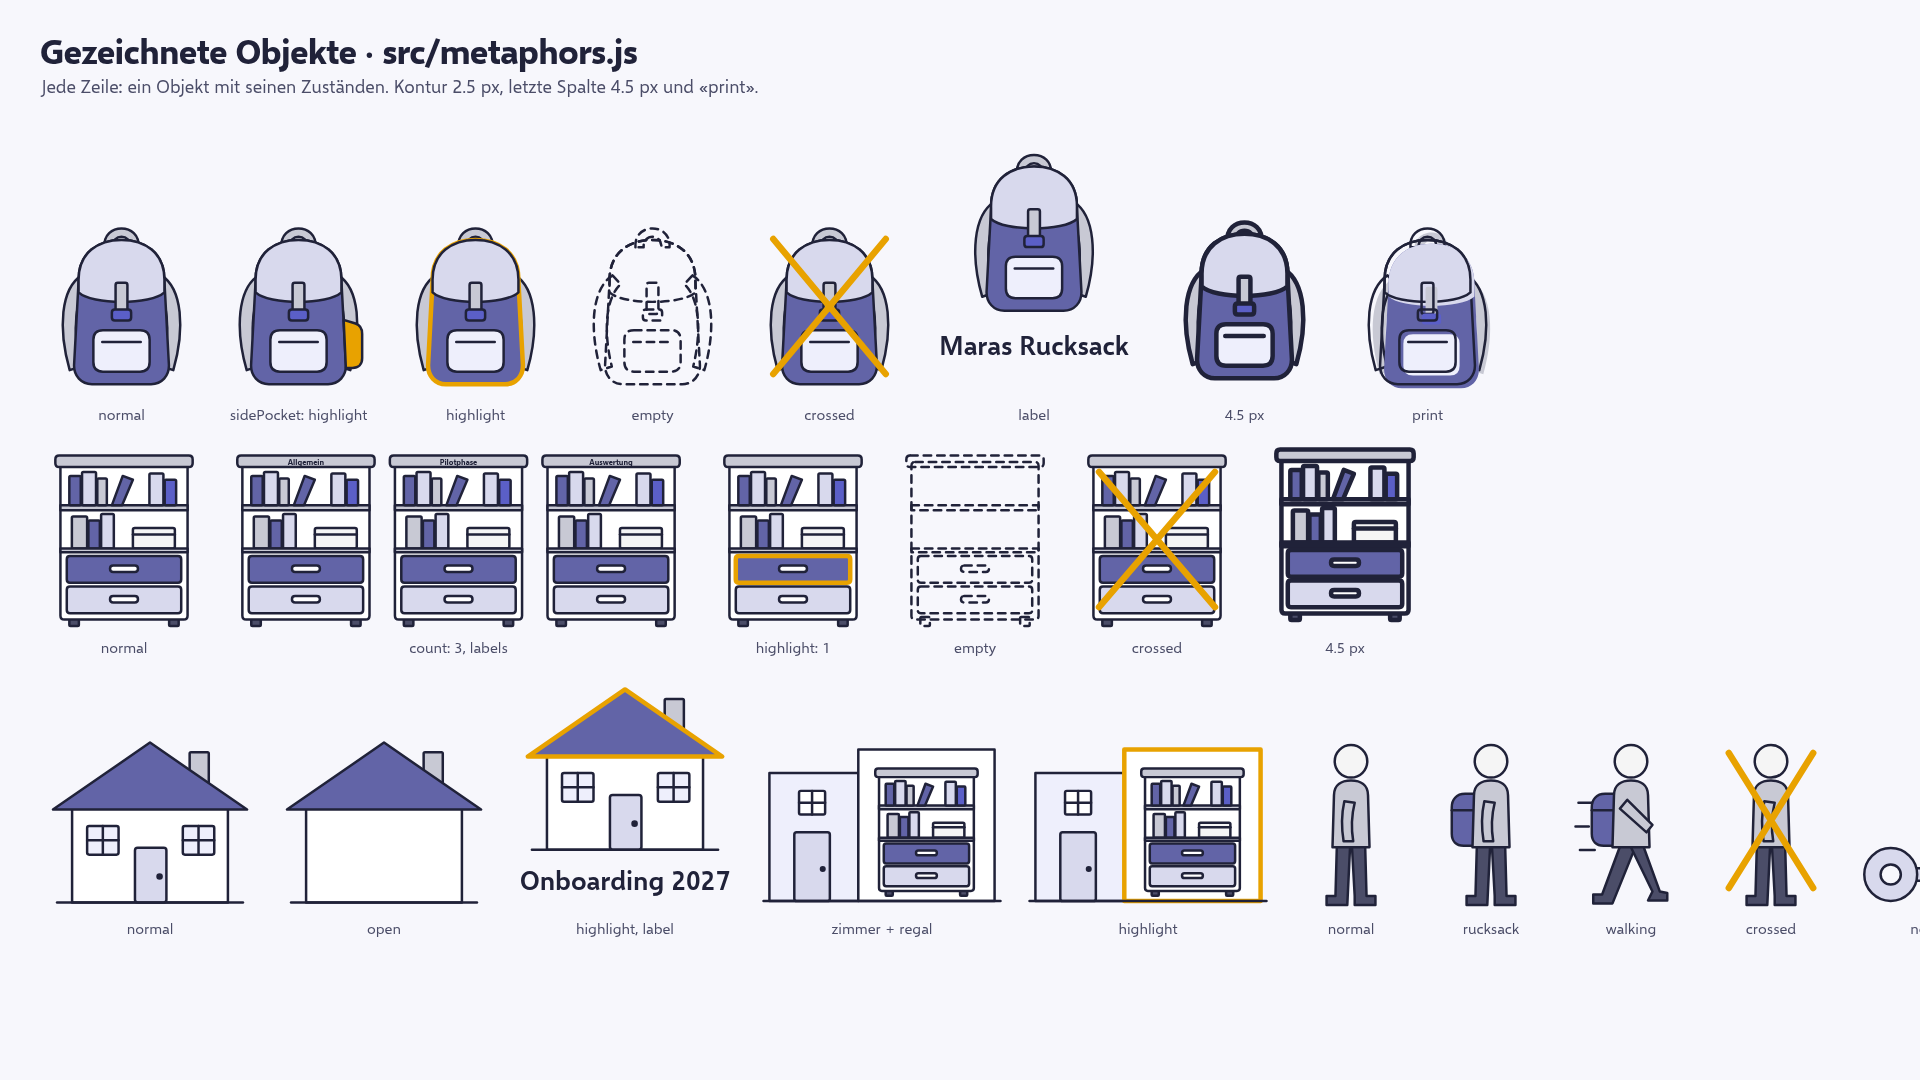 Gezeichnete Objekte · src/metaphors.js
Jede Zeile: ein Objekt mit seinen Zuständen. Kontur 2.5 px, letzte Spalte 4.5 px und «print».
Maras Rucksack
normal
sidePocket: highlight
highlight
empty
crossed
label
4.5 px
print
Allgemein
Pilotphase
Auswertung
normal
count: 3, labels
highlight: 1
empty
crossed
4.5 px
Onboarding 2027
normal
open
highlight, label
zimmer + regal
highlight
normal
rucksack
walking
crossed